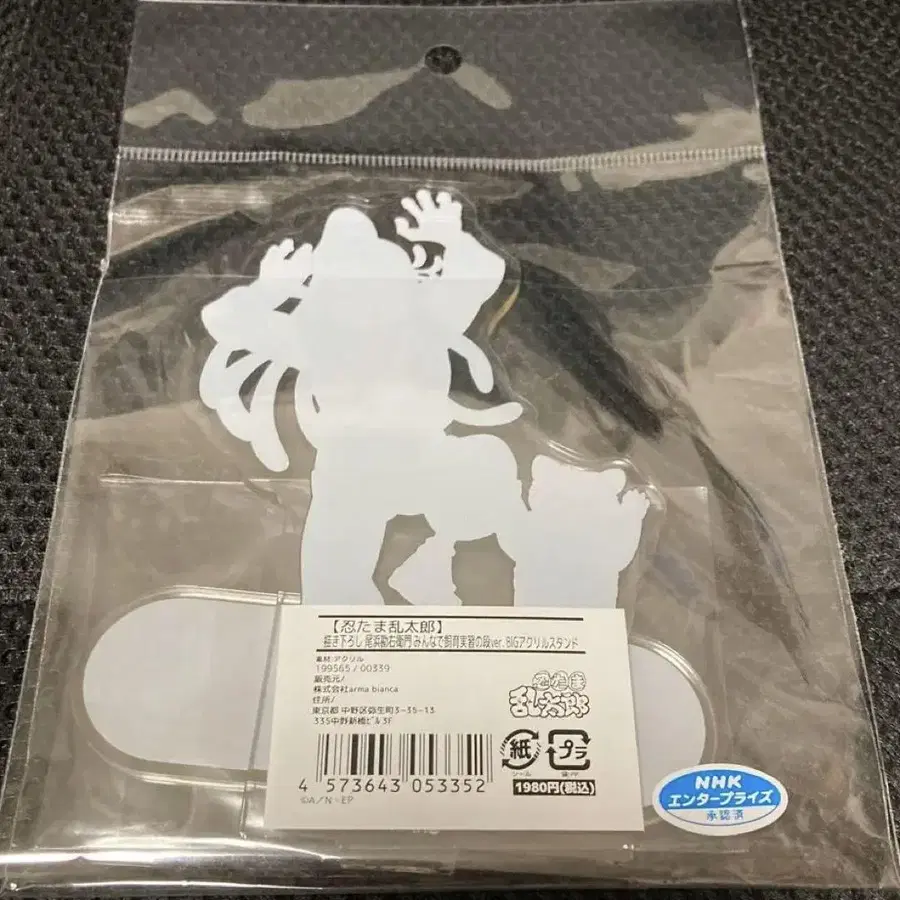 【忍たま乱太郎】
描き下ろし 尾浜勘右衛門 みんなで飼育実習の段ver. BIGアクリルスタンド
素材:アクリル
199565/00339
販売元/
株式会社arma bianca
住所/
東京都 中野区弥生町3-35-13
335中野新橋ビル3F
忍たま
乱太郎
紙
シール
プラ
袋:PP
4 573643 053352
1980円(税込)
©A/N・EP
NHK
エンタープライズ
承認済